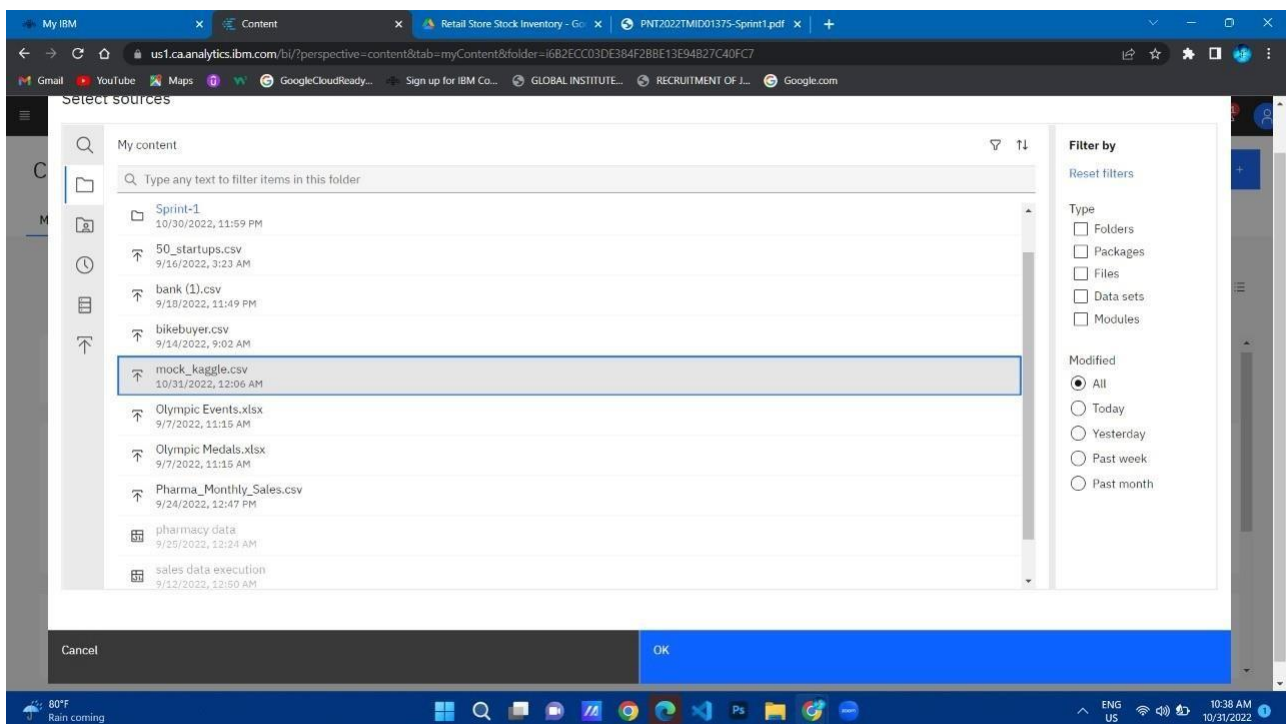 My IBM
Content
Retail Store Stock Inventory - Go
PNT2022TMID01375-Sprint1.pdf
us1.ca.analytics.ibm.com/bi/?perspective=content&tab=myContent&folder=i6B2ECC03DE384F2BBE13E94B27C40FC7
Gmail YouTube Maps GoogleCloudReady... Sign up for IBM Co... GLOBAL INSTITUTE... RECRUITMENT OF J... Google.com
Select sources
My content
Type any text to filter items in this folder
Sprint-1
10/30/2022, 11:59 PM
50_startups.csv
9/16/2022, 3:23 AM
bank (1).csv
9/18/2022, 11:49 PM
bikebuyer.csv
9/14/2022, 9:02 AM
mock_kaggle.csv
10/31/2022, 12:06 AM
Olympic Events.xlsx
9/7/2022, 11:15 AM
Olympic Medals.xlsx
9/7/2022, 11:15 AM
Pharma_Monthly_Sales.csv
9/24/2022, 12:47 PM
pharmacy data
9/25/2022, 12:24 AM
sales data execution
9/12/2022, 12:50 AM
Filter by
Reset filters
Type
Folders
Packages
Files
Data sets
Modules
Modified
All
Today
Yesterday
Past week
Past month
Cancel
OK
80°F
Rain coming
Ps
zoom
ENG
US
10:38 AM
10/31/2022
1